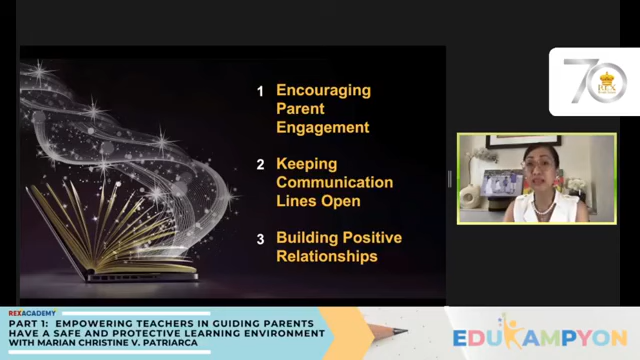 1 Encouraging
Parent
Engagement
2 Keeping
Communication
Lines Open
3 Building Positive
Relationships
70
REX
REXACADEMY
PART 1: EMPOWERING TEACHERS IN GUIDING PARENTS
HAVE A SAFE AND PROTECTIVE LEARNING ENVIRONMENT
WITH MARIAN CHRISTINE V. PATRIARCA
EDUKAMPYON